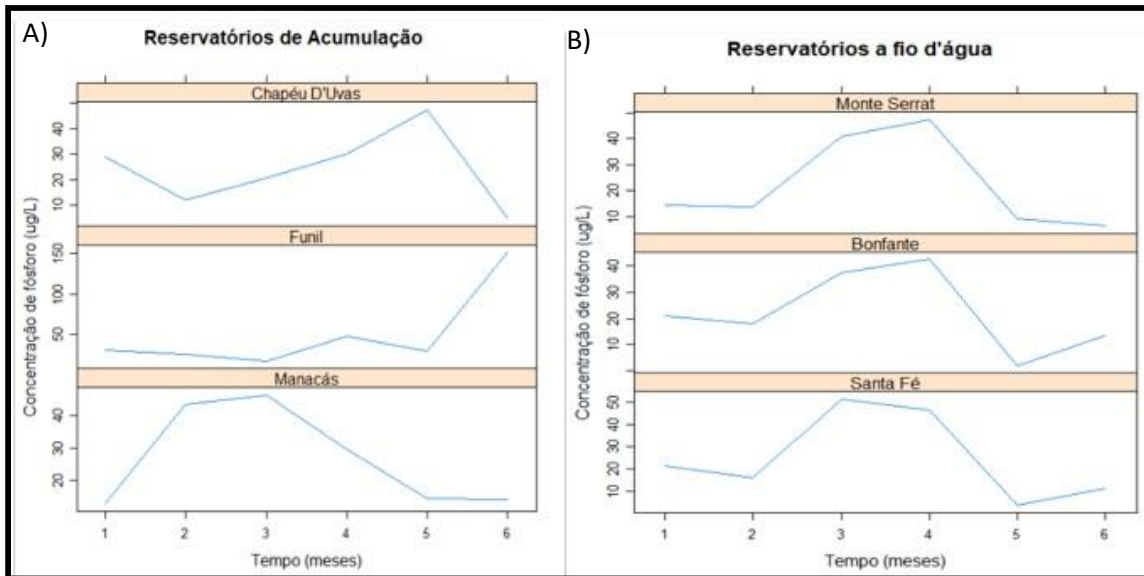 A)
Reservatórios de Acumulação
Chapéu D'Uvas
40
30
20
10
Funil
150
100
50
Manacás
40
30
20
Concentração de fósforo (ug/L)
1 2 3 4 5 6
Tempo (meses)
B)
Reservatórios a fio d'água
Monte Serrat
40
30
20
10
Bonfante
40
30
20
10
Santa Fé
50
40
30
20
10
Concentração de fósforo (ug/L)
1 2 3 4 5 6
Tempo (meses)